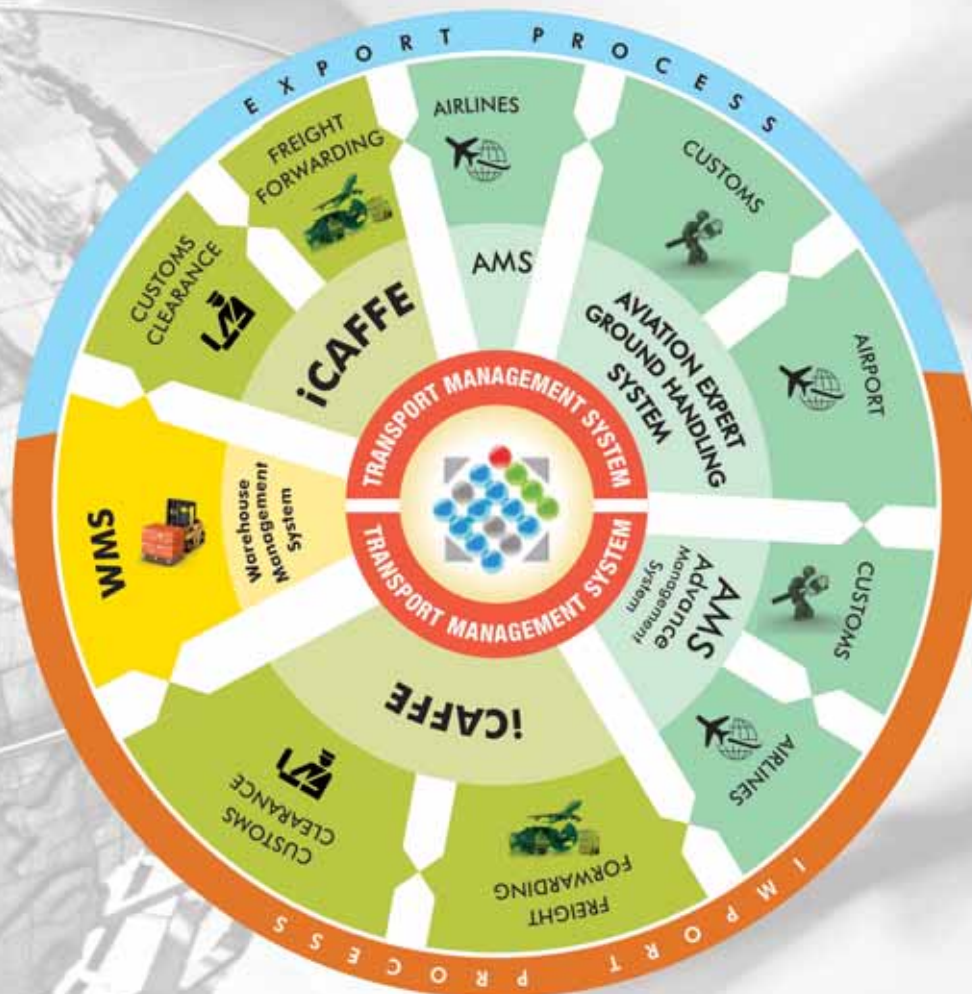 EXPORT PROCESS
CUSTOMS
CLEARANCE
FREIGHT
FORWARDING
AIRLINES
CUSTOMS
AIRPORT
iCAFFE
AMS
AVIATION EXPERT
GROUND HANDLING
SYSTEM
TRANSPORT MANAGEMENT SYSTEM
TRANSPORT MANAGEMENT SYSTEM
WMS
Warehouse
Management
System
AMS
Advance
Management
System
CUSTOMS
AIRLINES
iCAFFE
CUSTOMS
CLEARANCE
FREIGHT
FORWARDING
IMPORT PROCESS